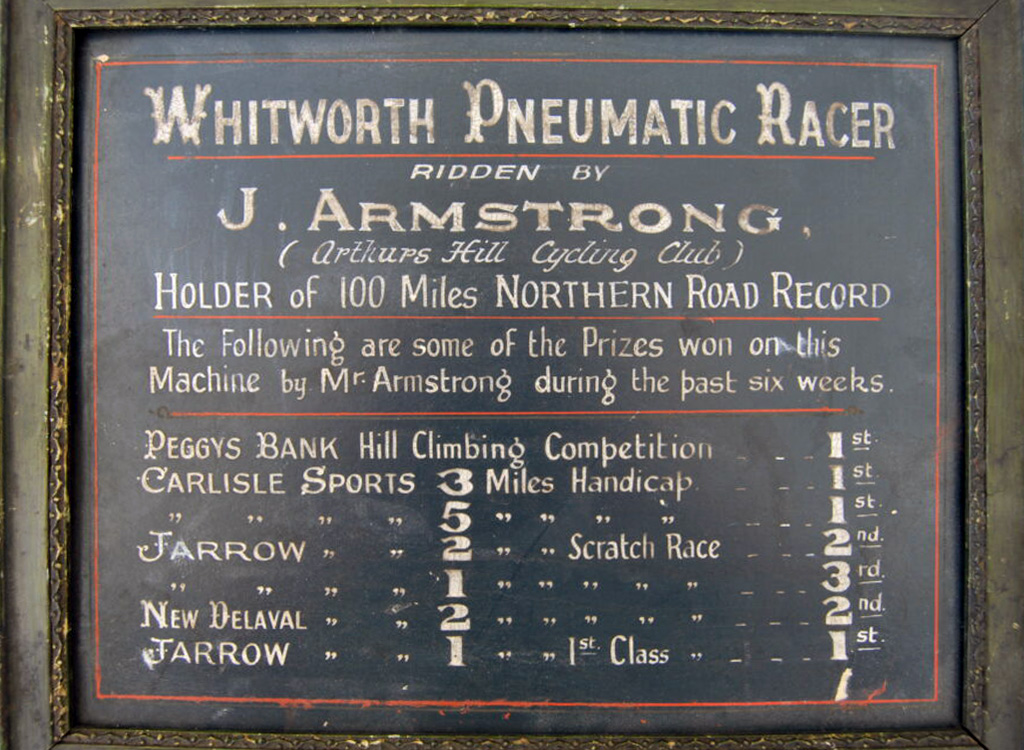 WHITWORTH PNEUMATIC RACER
RIDDEN BY
J. ARMSTRONG.
(Arthurs Hill Cycling Club)
HOLDER of 100 Miles NORTHERN ROAD RECORD
The Following are some of the Prizes won on this
Machine by Mr. Armstrong during the past six weeks.
PEGGYS BANK Hill Climbing Competition - - - 1st.
CARLISLE SPORTS 3 Miles Handicap. - - - 1st.
" " " " 5 " " " " - - - 1st.
JARROW " " 2 " " Scratch Race - - - 2nd.
" " " " 1 " " " " " - - - 3rd.
NEW DELAVAL " " 2 " " " " " - - - 2nd.
JARROW " " 1 " " 1st. Class " - - - 1st.